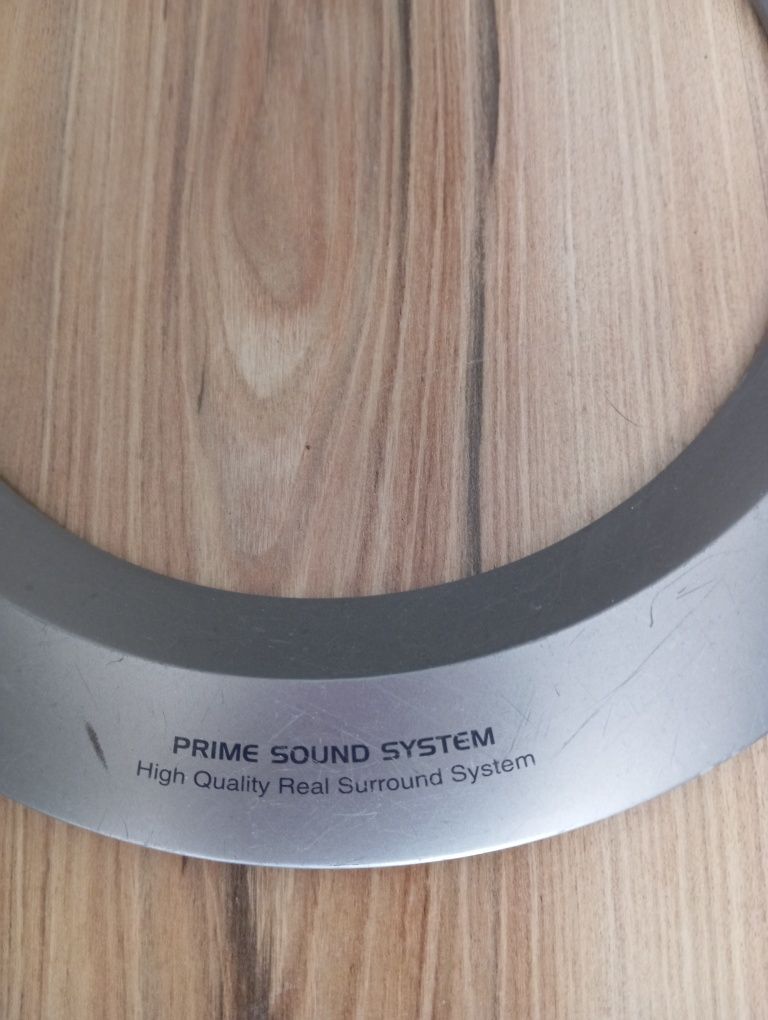 PRIME SOUND SYSTEM
High Quality Real Surround System